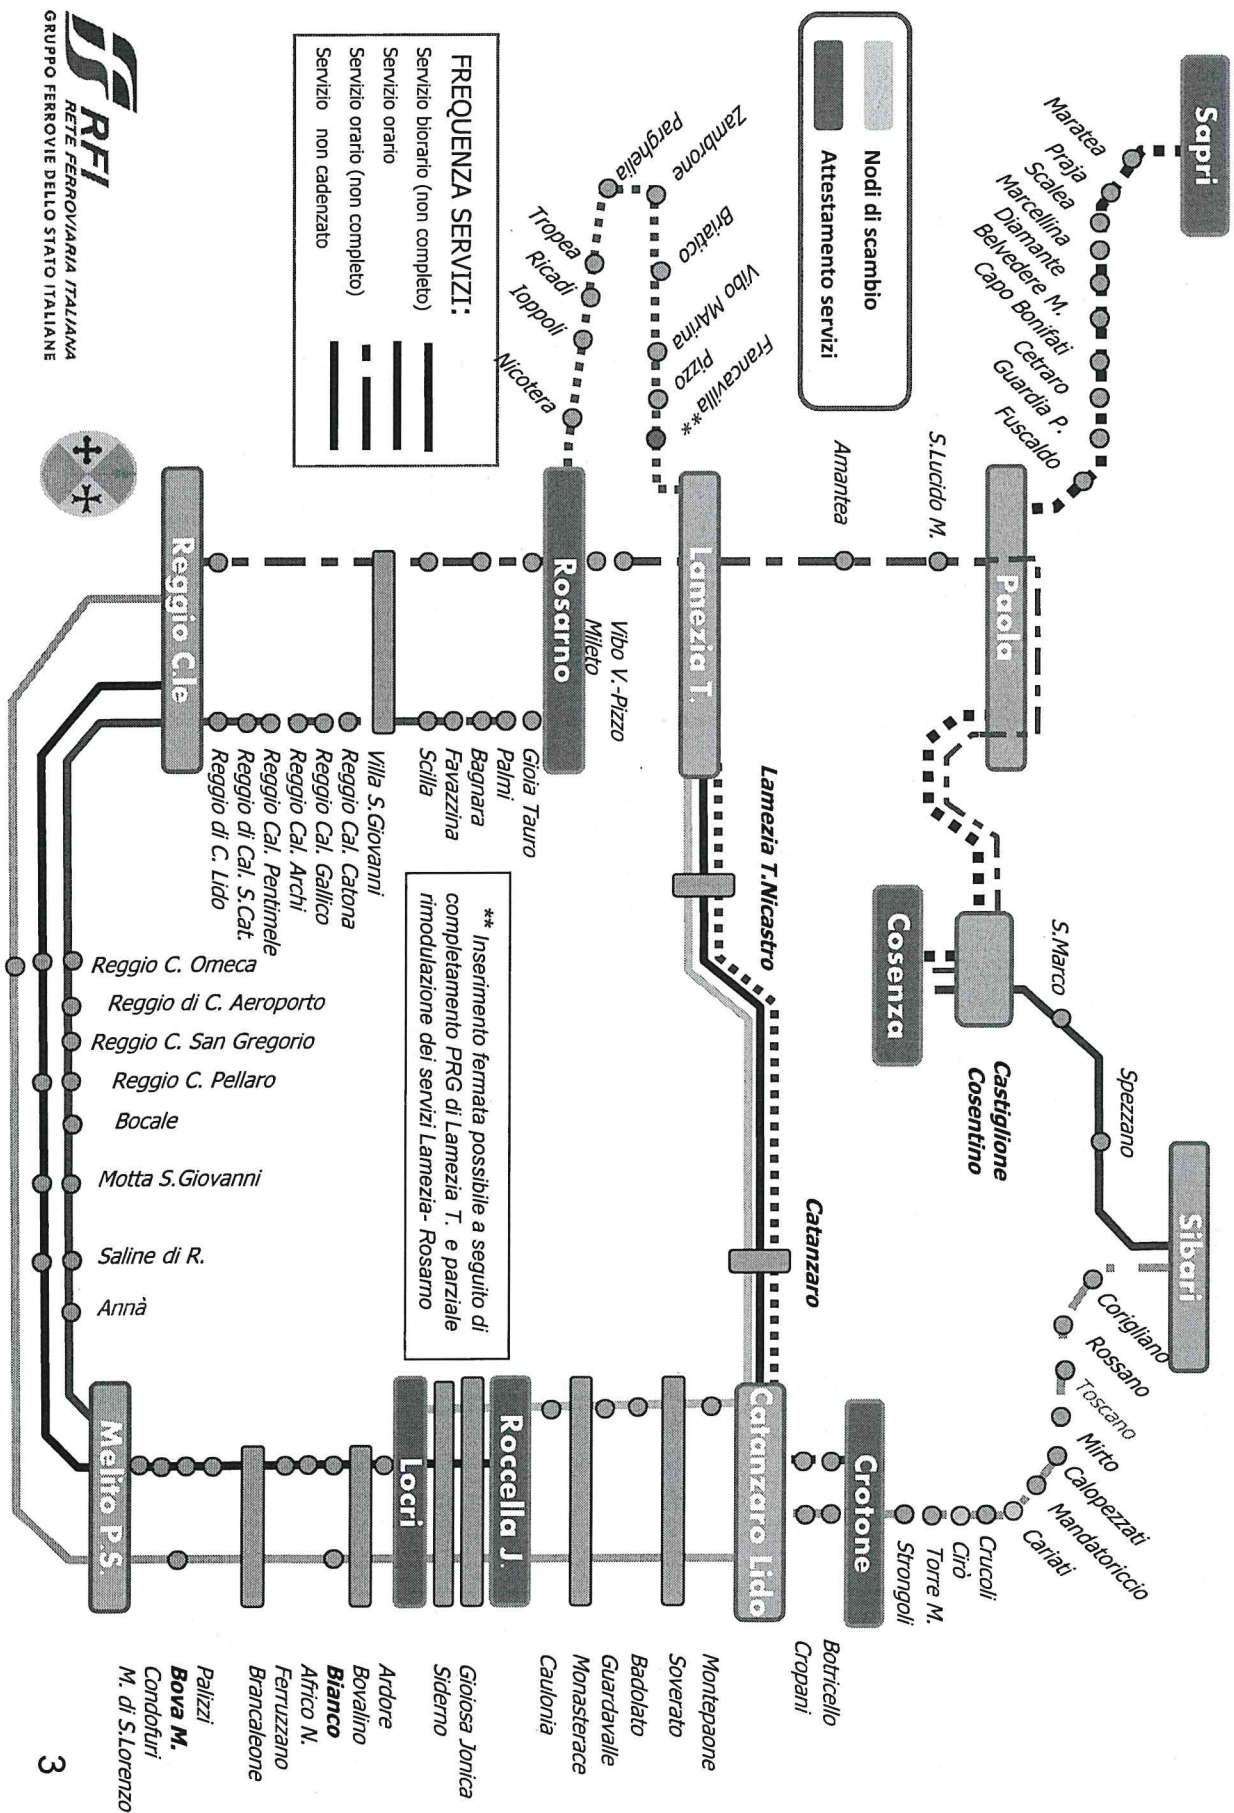 Sapri
Maratea
Praja
Scalea
Marcellina
Diamante
Belvedere M.
Capo Bonifati
Cetraro
Guardia P.
Fuscaldo
Paola
S.Lucido M.
Amantea
Nodi di scambio
Attestamento servizi
Castiglione
Cosentino
Cosenza
S.Marco
Spezzano
Sibari
Corigliano
Rossano
Toscano
Mirto
Calopezzati
Mandatoriccio
Cariati
Crucoli
Cirò
Torre M.
Strongoli
Crotone
Botricello
Cropani
Catanzaro Lido
Catanzaro
Lamezia T.Nicastro
Lamezia T.
Francavilla**
Pizzo
Vibo MArina
Briatico
Zambrone
Parghelia
Tropea
Ricadi
Ioppoli
Nicotera
Rosarno
Vibo V.-Pizzo
Mileto
Gioia Tauro
Palmi
Bagnara
Favazzina
Scilla
Villa S.Giovanni
Reggio Cal. Catona
Reggio Cal. Gallico
Reggio Cal. Archi
Reggio Cal. Pentimele
Reggio di Cal. S.Cat.
Reggio di C. Lido
Reggio C.le
FREQUENZA SERVIZI:
Servizio biorario (non completo)
Servizio orario
Servizio orario (non completo)
Servizio non cadenzato
** Inserimento fermata possibile a seguito di
completamento PRG di Lamezia T. e parziale
rimodulazione dei servizi Lamezia- Rosarno
Montepaone
Soverato
Badolato
Guardavalle
Monasterace
Caulonia
Roccella J.
Gioiosa Jonica
Siderno
Locri
Ardore
Bovalino
Bianco
Africo N.
Ferruzzano
Brancaleone
Palizzi
Bova M.
Condofuri
M. di S.Lorenzo
Melito P.S.
Reggio C. Omeca
Reggio di C. Aeroporto
Reggio C. San Gregorio
Reggio C. Pellaro
Bocale
Motta S.Giovanni
Saline di R.
Annà
RFI
RETE FERROVIARIA ITALIANA
GRUPPO FERROVIE DELLO STATO ITALIANE
3